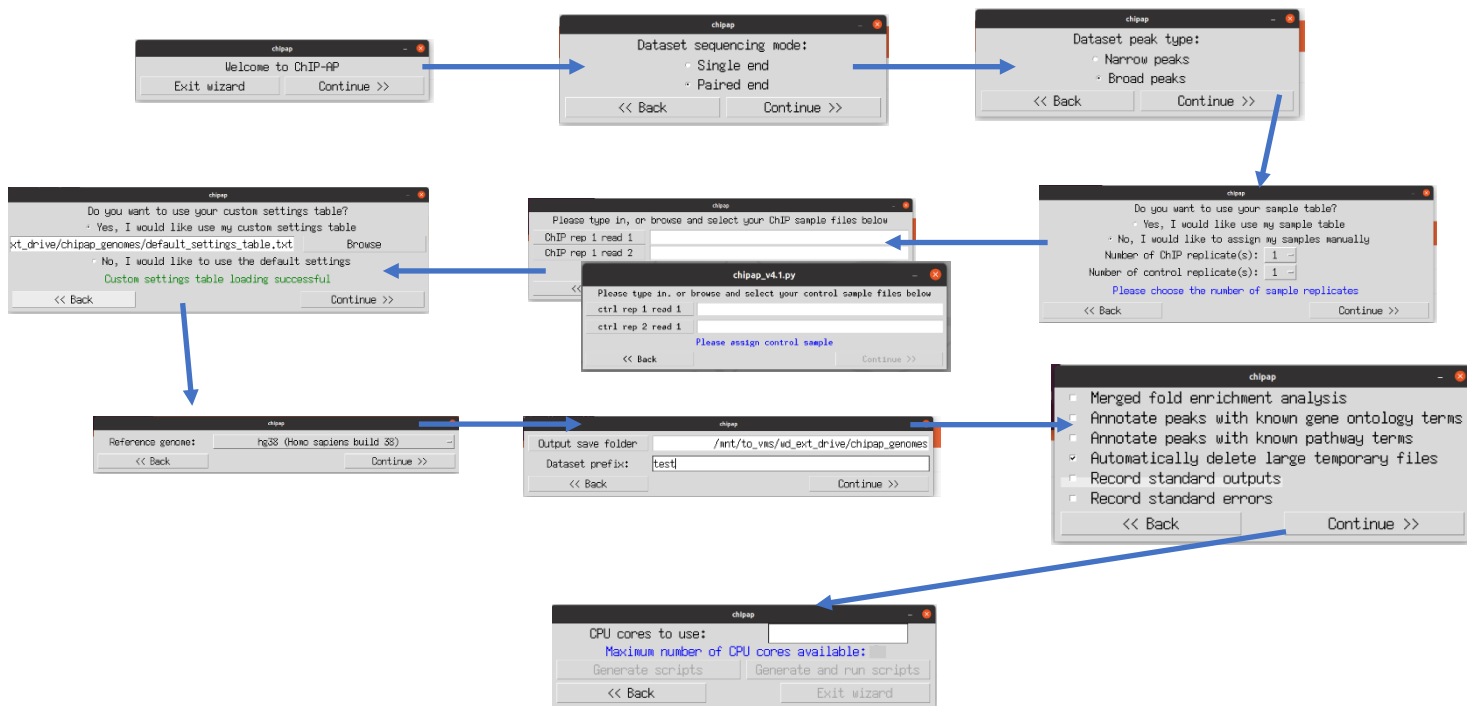 chipap
Welcome to ChIP-AP
Exit wizard Continue >>
chipap
Dataset sequencing mode:
Single end
Paired end
<< Back Continue >>
chipap
Dataset peak type:
Narrow peaks
Broad peaks
<< Back Continue >>
chipap
Do you want to use your sample table?
Yes, I would like use my sample table
No, I would like to assign my samples manually
Number of ChIP replicate(s): 1
Number of control replicate(s): 1
Please choose the number of sample replicates
<< Back Continue >>
chipap
Please type in, or browse and select your ChIP sample files below
ChIP rep 1 read 1
ChIP rep 1 read 2
<<
chipap_v4.1.py
Please type in, or browse and select your control sample files below
ctrl rep 1 read 1
ctrl rep 2 read 1
Please assign control sample
<< Back Continue >>
chipap
Do you want to use your custom settings table?
Yes, I would like use my custom settings table
xt_drive/chipap_genomes/default_settings_table.txt Browse
No, I would like to use the default settings
Custom settings table loading successful
<< Back Continue >>
chipap
Reference genome: hg38 (Homo sapiens build 38)
<< Back Continue >>
chipap
Output save folder /mnt/to_vms/wd_ext_drive/chipap_genomes
Dataset prefix: test
<< Back Continue >>
chipap
Merged fold enrichment analysis
Annotate peaks with known gene ontology terms
Annotate peaks with known pathway terms
Automatically delete large temporary files
Record standard outputs
Record standard errors
<< Back Continue >>
chipap
CPU cores to use:
Maximum number of CPU cores available:
Generate scripts Generate and run scripts
<< Back Exit wizard